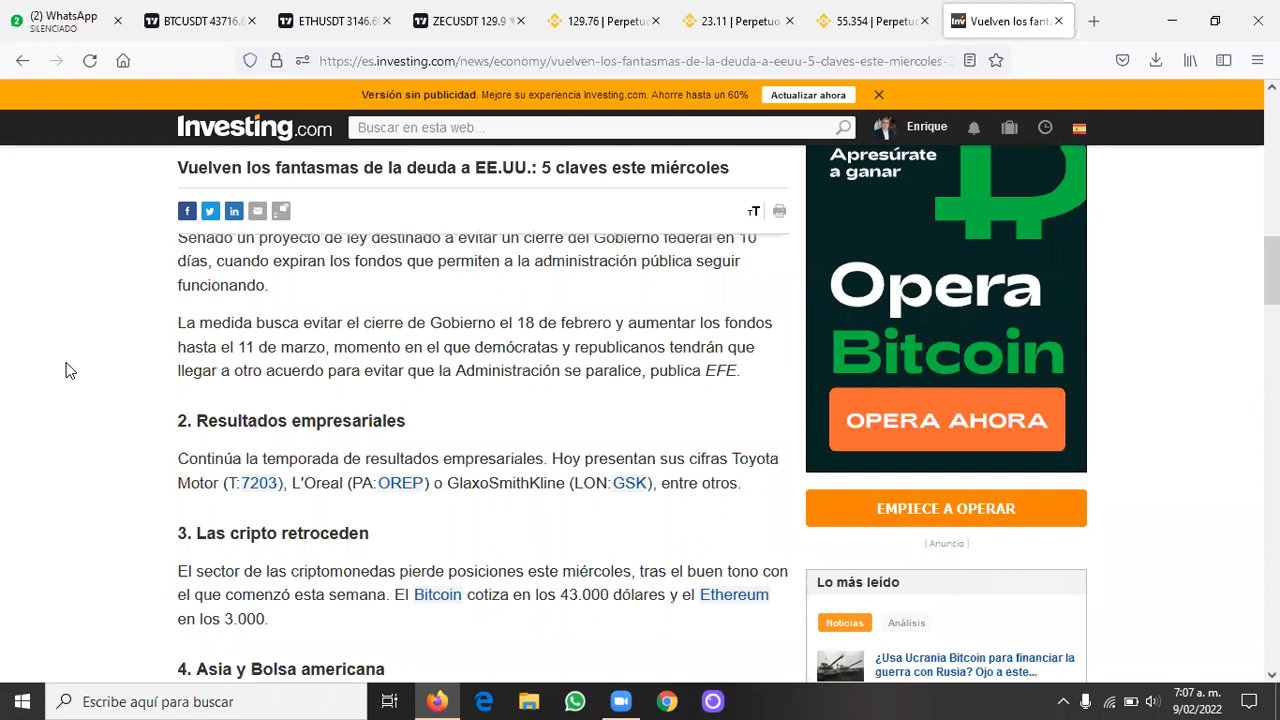 (2) WhatsApp
SILENCIADO
BTCUSDT 43716.6
ETHUSDT 3146.6
ZECUSDT 129.9
129.76 | Perpetuo
23.11 | Perpetuo
55.354 | Perpetuo
Vuelven los fanta
https://es.investing.com/news/economy/vuelven-los-fantasmas-de-la-deuda-a-eeuu-5-claves-este-miercoles-
Versión sin publicidad. Mejore su experiencia Investing.com. Ahorre hasta un 60%
Actualizar ahora
Investing.com
Buscar en esta web...
Enrique
Vuelven los fantasmas de la deuda a EE.UU.: 5 claves este miércoles
Senado un proyecto de ley destinado a evitar un cierre del Gobierno federal en 10
días, cuando expiran los fondos que permiten a la administración pública seguir
funcionando.
La medida busca evitar el cierre de Gobierno el 18 de febrero y aumentar los fondos
hasta el 11 de marzo, momento en el que demócratas y republicanos tendrán que
llegar a otro acuerdo para evitar que la Administración se paralice, publica EFE.
2. Resultados empresariales
Continúa la temporada de resultados empresariales. Hoy presentan sus cifras Toyota
Motor (T:7203), L'Oreal (PA:OREP) o GlaxoSmithKline (LON:GSK), entre otros.
3. Las cripto retroceden
El sector de las criptomonedas pierde posiciones este miércoles, tras el buen tono con
el que comenzó esta semana. El Bitcoin cotiza en los 43.000 dólares y el Ethereum
en los 3.000.
4. Asia y Bolsa americana
Apresúrate
a ganar
Opera
Bitcoin
OPERA AHORA
EMPIECE A OPERAR
| Anuncio |
Lo más leído
Noticias
Análisis
¿Usa Ucrania Bitcoin para financiar la
guerra con Rusia? Ojo a este...
Escribe aquí para buscar
7:07 a. m.
9/02/2022